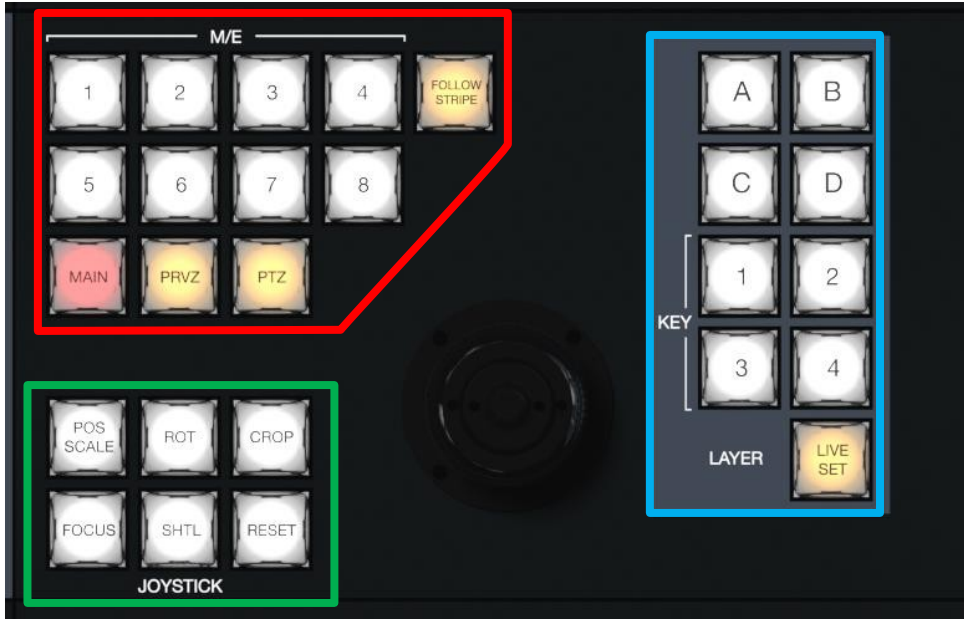 M/E
1 2 3 4 FOLLOW
STRIPE
5 6 7 8
MAIN PRVZ PTZ
POS
SCALE ROT CROP
FOCUS SHTL RESET
JOYSTICK
A B
C D
KEY
1 2
3 4
LAYER LIVE
SET